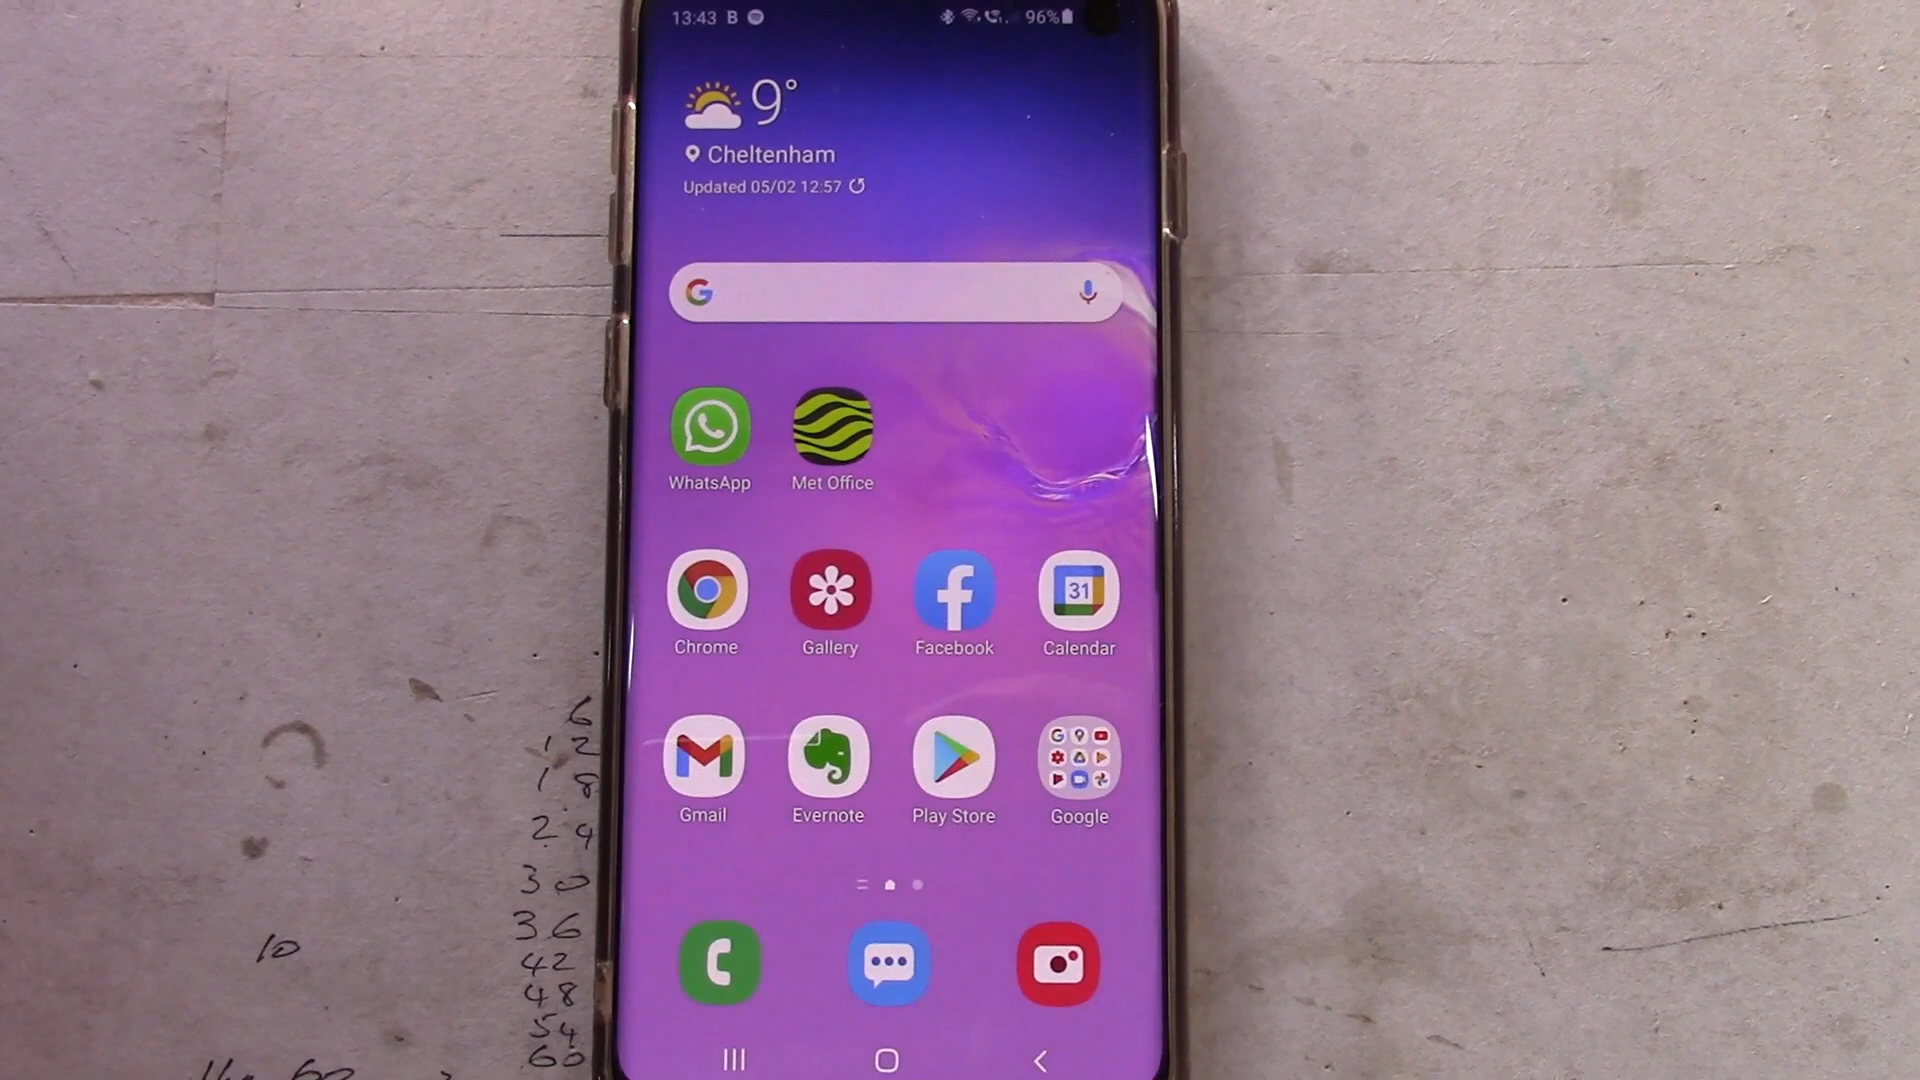 13:43 B 96%
9°
Cheltenham
Updated 05/02 12:57
G
WhatsApp Met Office
31
Chrome Gallery Facebook Calendar
Gmail Evernote Play Store Google
6
12
18
24
30
36
10
42
48
54
60
60